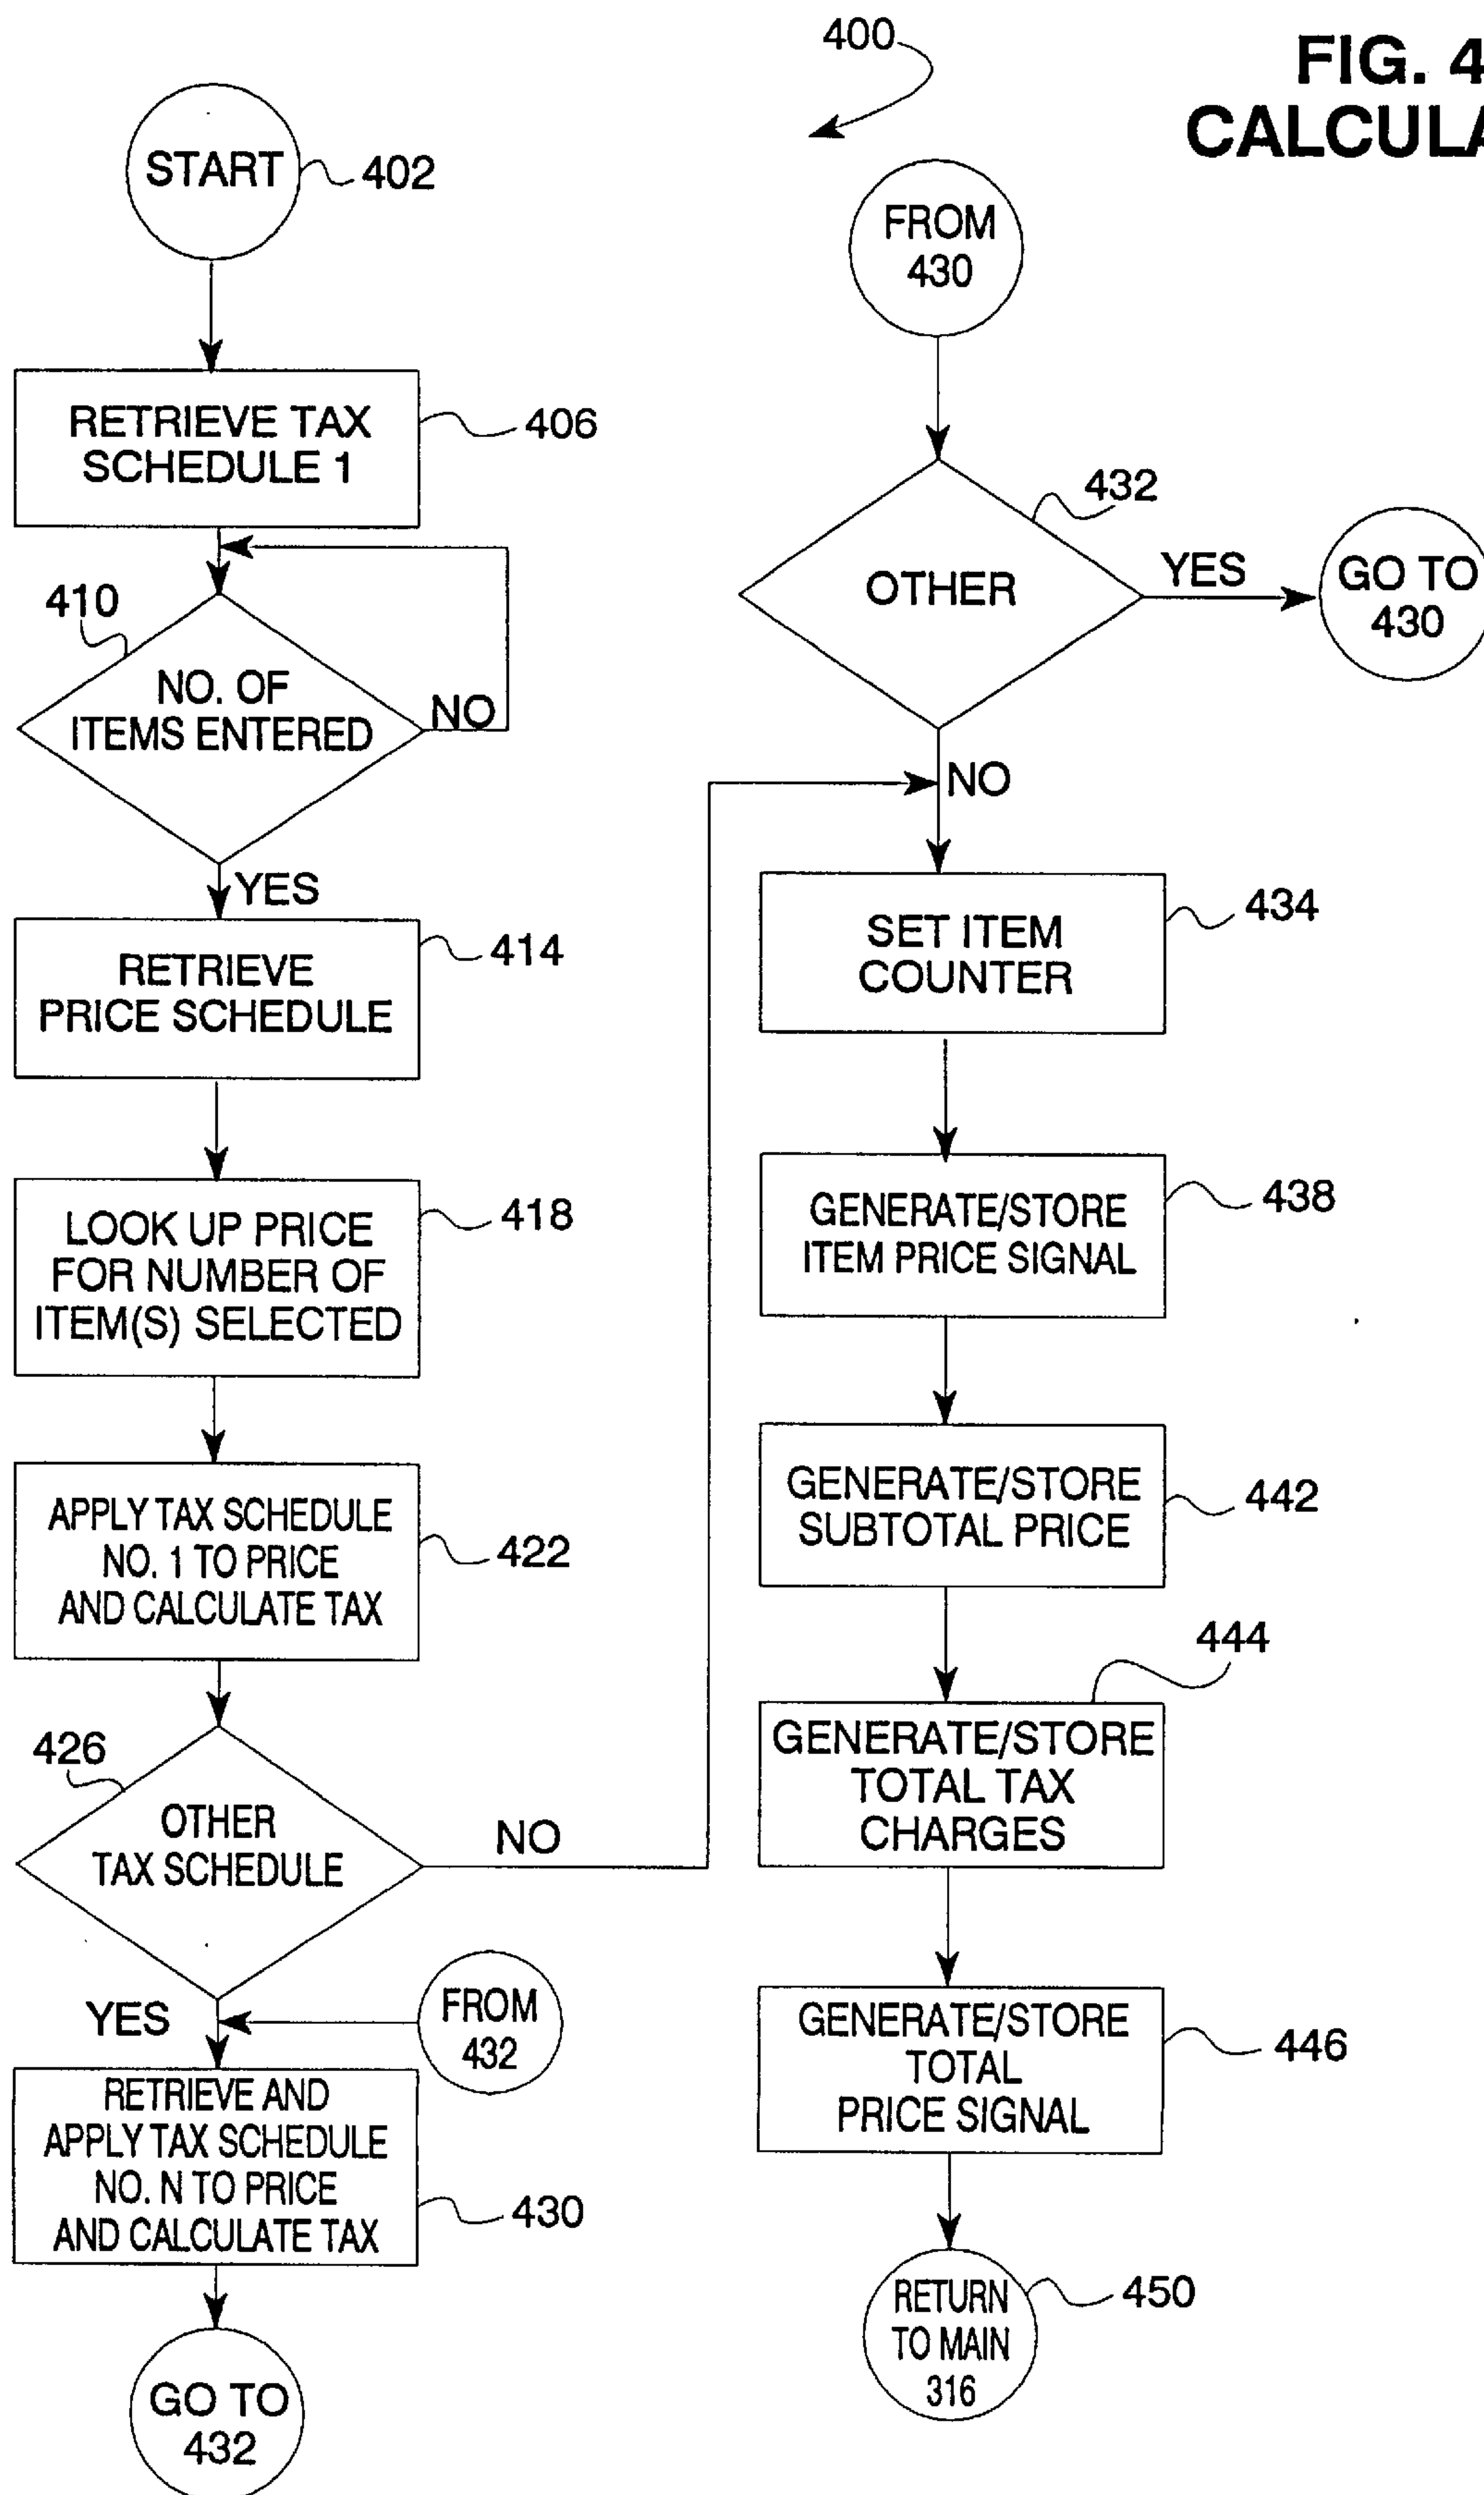 400
FIG. 4
START
402
FROM
430
RETRIEVE TAX
SCHEDULE 1
406
432
OTHER
YES
GO TO
430
410
NO. OF
ITEMS ENTERED
NO
NO
YES
RETRIEVE
PRICE SCHEDULE
414
SET ITEM
COUNTER
434
LOOK UP PRICE
FOR NUMBER OF
ITEM(S) SELECTED
418
GENERATE/STORE
ITEM PRICE SIGNAL
438
APPLY TAX SCHEDULE
NO. 1 TO PRICE
AND CALCULATE TAX
422
GENERATE/STORE
SUBTOTAL PRICE
442
444
GENERATE/STORE
TOTAL TAX
CHARGES
426
OTHER
TAX SCHEDULE
NO
YES
FROM
432
RETRIEVE AND
APPLY TAX SCHEDULE
NO. N TO PRICE
AND CALCULATE TAX
430
GENERATE/STORE
TOTAL
PRICE SIGNAL
446
GO TO
432
RETURN
TO MAIN
316
450